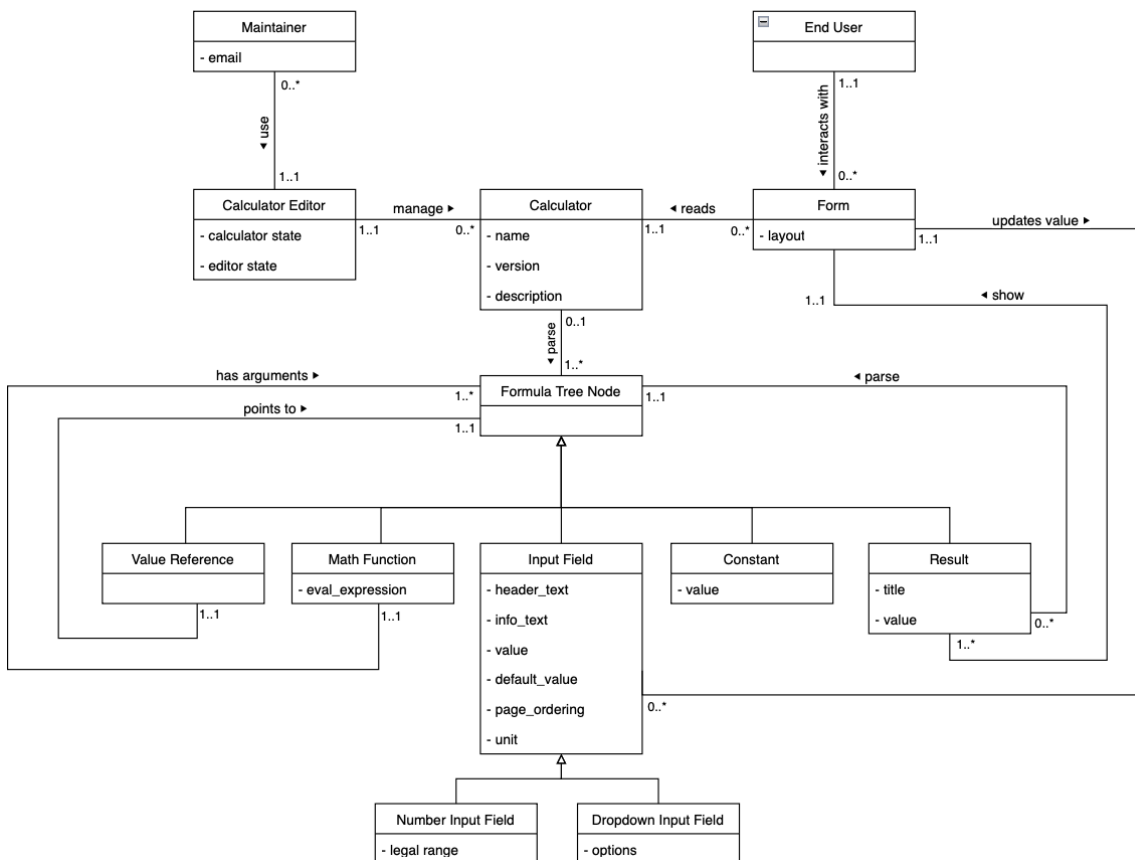 Maintainer
- email
End User
0..*
1..1
◄ use
◄ interacts with
1..1
0..*
Calculator Editor
- calculator state
- editor state
manage ►
1..1
0..*
Calculator
- name
- version
- description
◄ reads
1..1
0..*
Form
- layout
updates value ►
1..1
1..1
◄ show
0..1
◄ parse
1..*
has arguments ►
1..*
points to ►
1..1
Formula Tree Node
◄ parse
1..1
Value Reference
1..1
Math Function
- eval_expression
1..1
Input Field
- header_text
- info_text
- value
- default_value
- page_ordering
- unit
0..*
Constant
- value
Result
- title
- value
0..*
1..*
Number Input Field
- legal range
Dropdown Input Field
- options